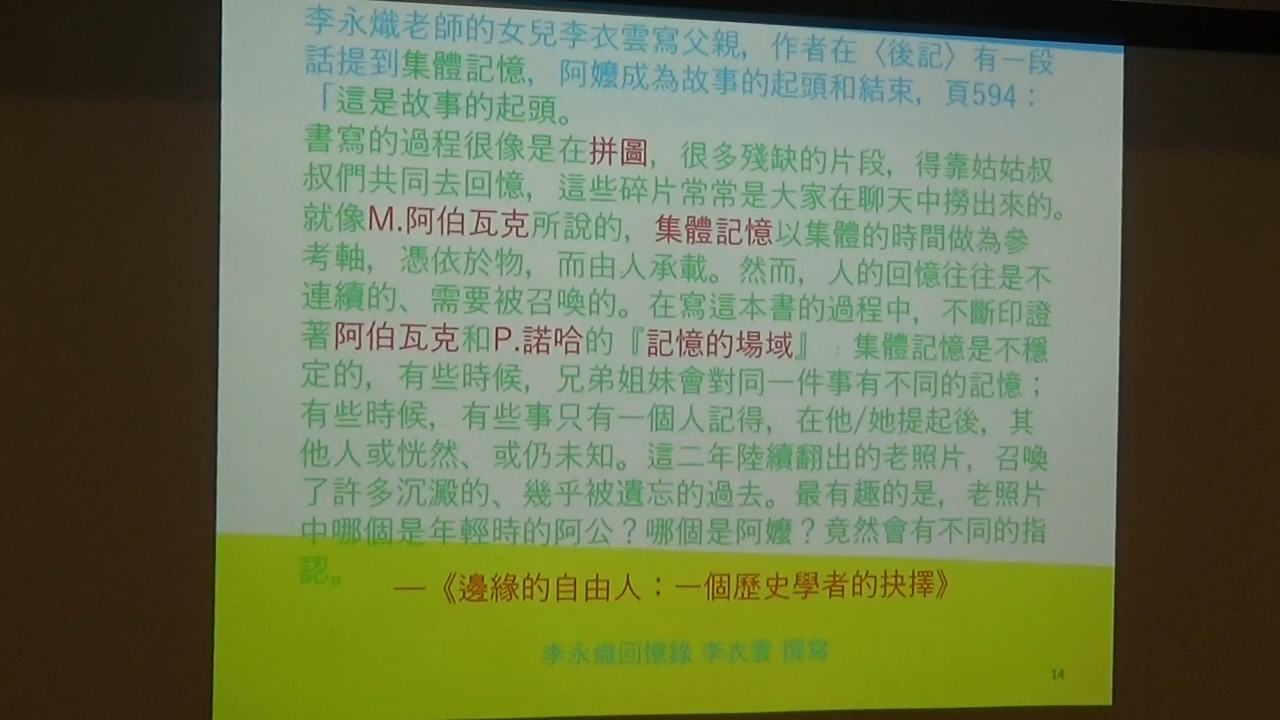 李永熾老師的女兒李衣雲寫父親，作者在〈後記〉有一段
話提到集體記憶，阿嬤成為故事的起頭和結束，頁594：
「這是故事的起頭。
書寫的過程很像是在拼圖，很多殘缺的片段，得靠姑姑叔
叔們共同去回憶，這些碎片常常是大家在聊天中撈出來的。
就像M.阿伯瓦克所說的，集體記憶以集體的時間做為參
考軸，憑依於物，而由人承載。然而，人的回憶往往是不
連續的、需要被召喚的。在寫這本書的過程中，不斷印證
著阿伯瓦克和P.諾哈的『記憶的場域』﹕集體記憶是不穩
定的，有些時候，兄弟姐妹會對同一件事有不同的記憶；
有些時候，有些事只有一個人記得，在他/她提起後，其
他人或恍然、或仍未知。這二年陸續翻出的老照片，召喚
了許多沉澱的、幾乎被遺忘的過去。最有趣的是，老照片
中哪個是年輕時的阿公？哪個是阿嬤？竟然會有不同的指
認。
—《邊緣的自由人：一個歷史學者的抉擇》
李永熾回憶錄 李衣雲 撰寫
14